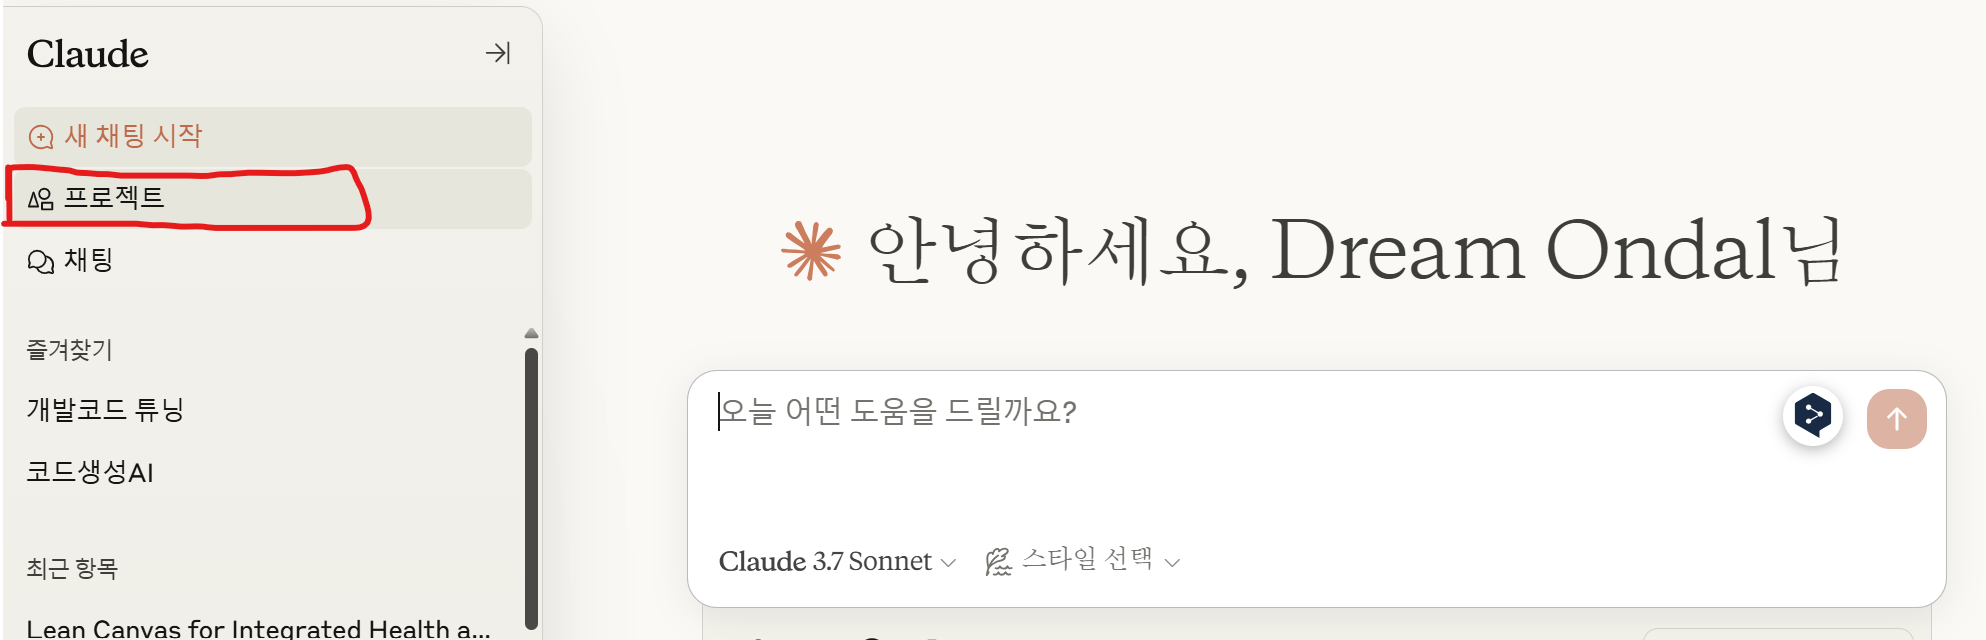 Claude
새 채팅 시작
프로젝트
채팅
즐겨찾기
개발코드 튜닝
코드생성AI
최근 항목
Lean Canvas for Integrated Health a...
안녕하세요, Dream Ondal님
오늘 어떤 도움을 드릴까요?
Claude 3.7 Sonnet
스타일 선택